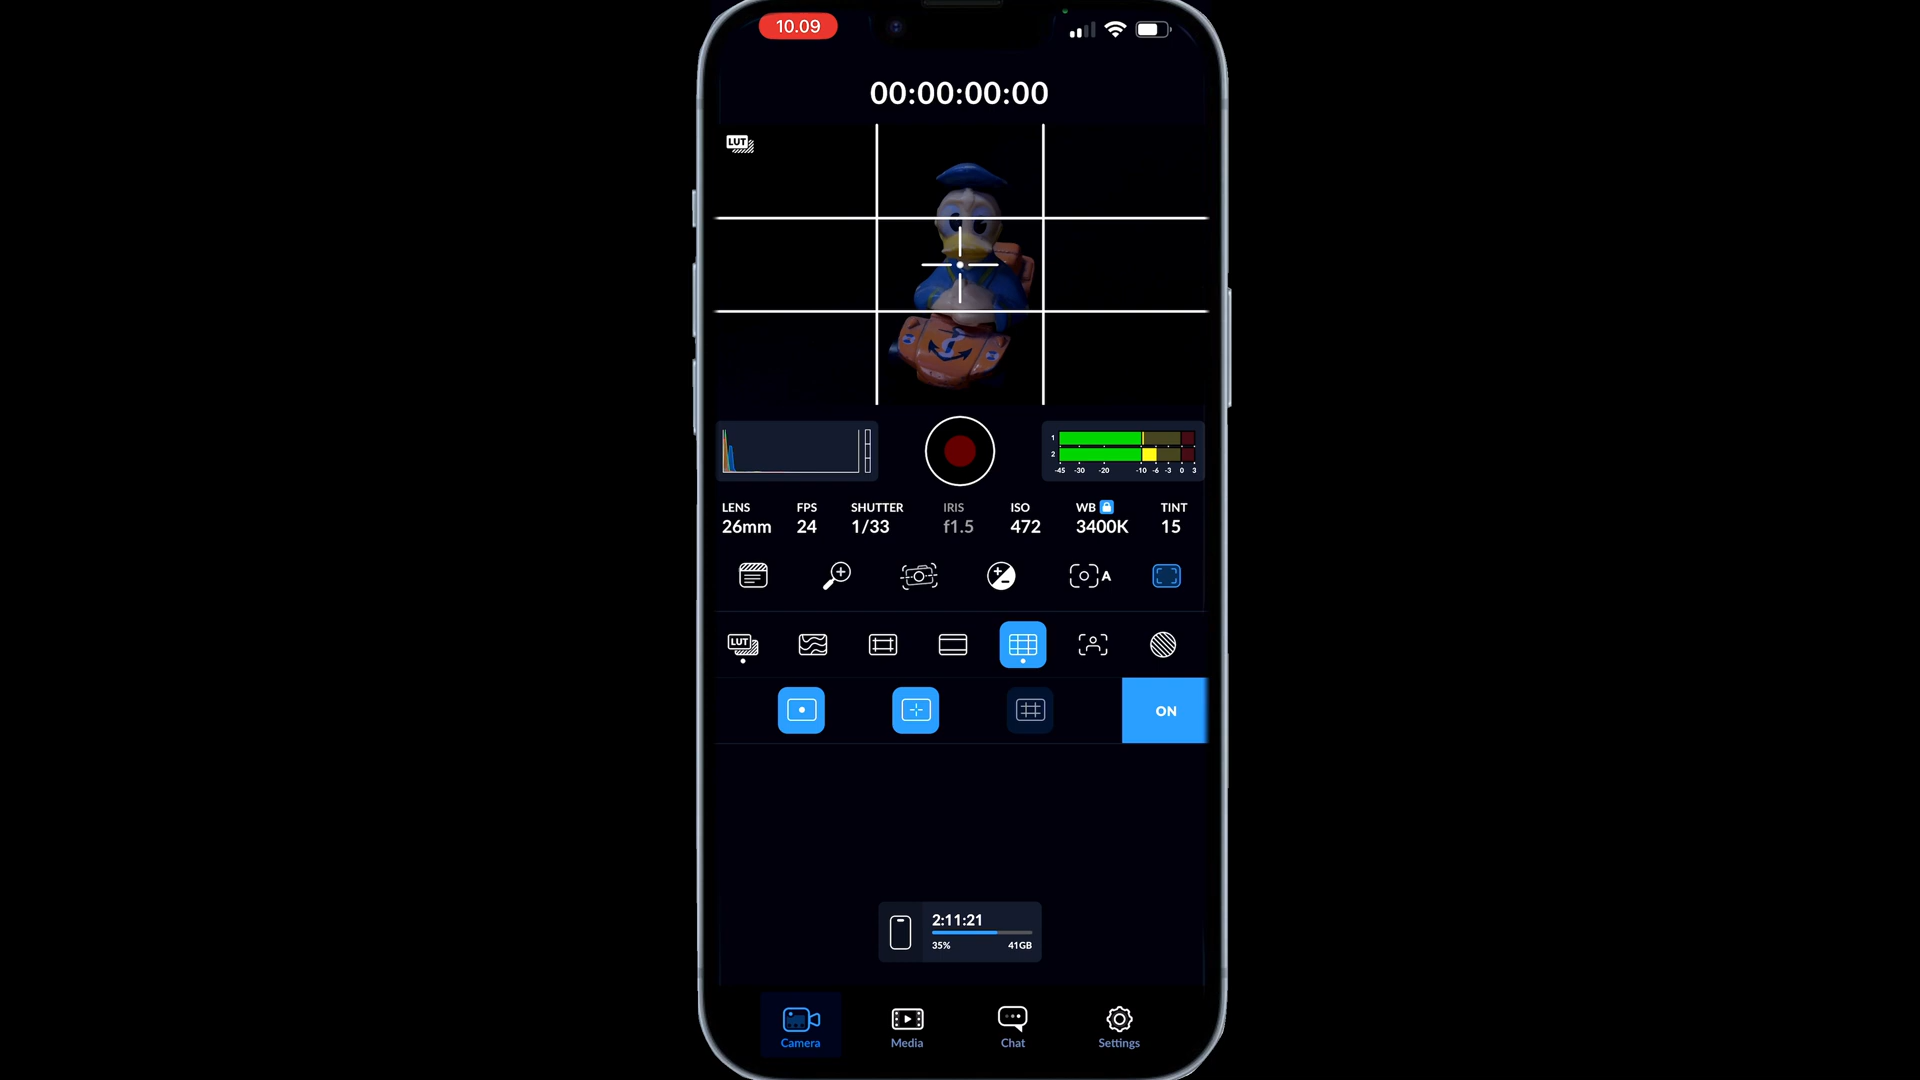 10.09
00:00:00:00
LUT
1
2
-45 -30 -20 -10 -6 -3 0 3
LENS FPS SHUTTER IRIS ISO WB TINT
26mm 24 1/33 f1.5 472 3400K 15
A
LUT
ON
2:11:21
35% 41GB
Camera Media Chat Settings